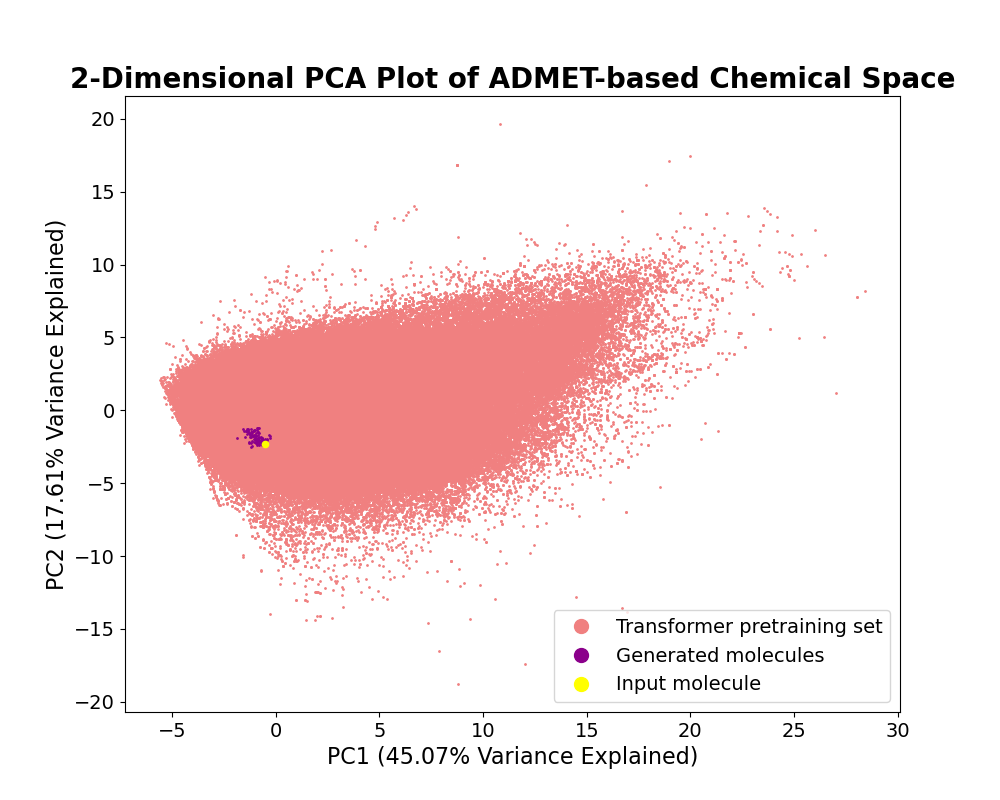 2-Dimensional PCA Plot of ADMET-based Chemical Space
20
15
10
5
0
−5
−10
−15
−20
PC2 (17.61% Variance Explained)
Transformer pretraining set
Generated molecules
Input molecule
−5
0
5
10
15
20
25
30
PC1 (45.07% Variance Explained)